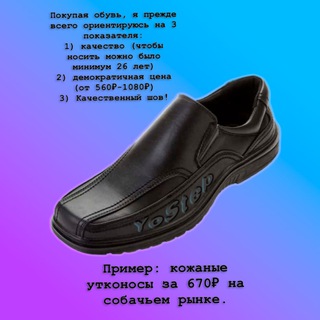 Покупая обувь, я прежде
всего ориентируюсь на 3
показателя:
1) качество (чтобы
носить можно было
минимум 26 лет)
2) демократичная цена
(от 560₽-1080₽)
3) Качественный шов!
YoStep
Пример: кожаные
утконосы за 670₽ на
собачьем рынке.